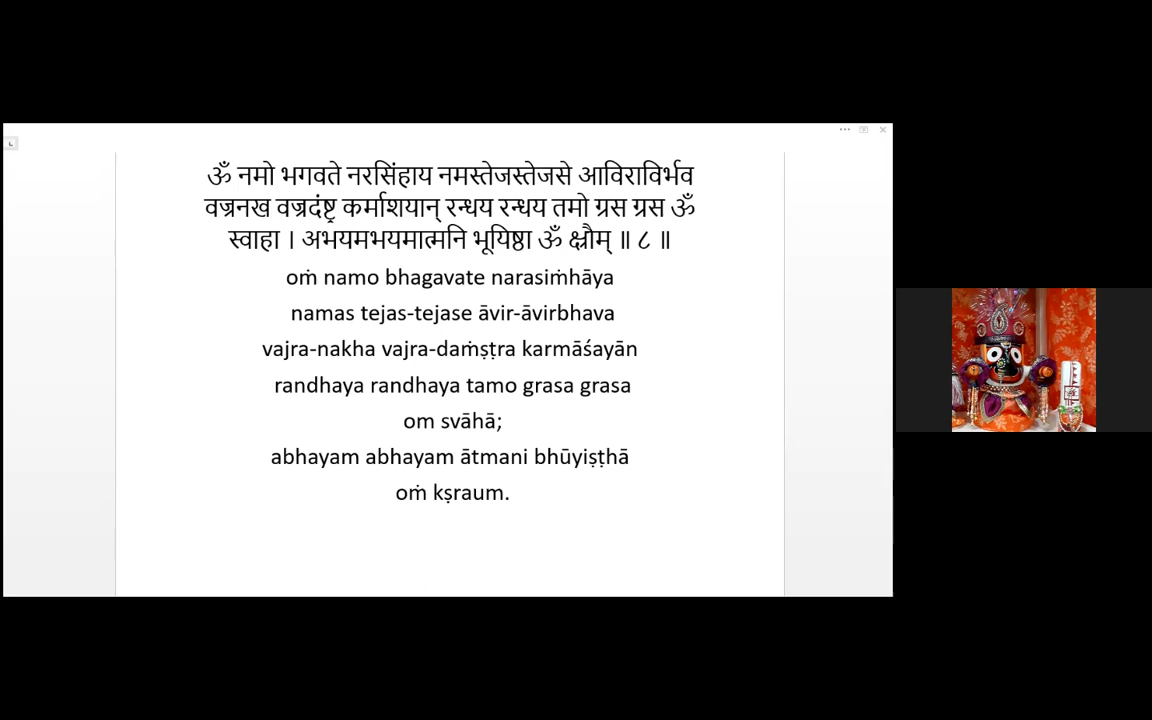 ॐ नमो भगवते नरसिंहाय नमस्तेजस्तेजसे आविराविर्भव
वज्रनख वज्रदंष्ट्र कर्माशयान् रन्धय रन्धय तमो ग्रस ग्रस ॐ
स्वाहा । अभयमभयमात्मनि भूयिष्ठा ॐ क्ष्रौम् ॥ ८ ॥
oṁ namo bhagavate narasiṁhāya
namas tejas-tejase āvir-āvirbhava
vajra-nakha vajra-daṁṣṭra karmāśayān
randhaya randhaya tamo grasa grasa
om svāhā;
abhayam abhayam ātmani bhūyiṣṭhā
oṁ kṣraum.